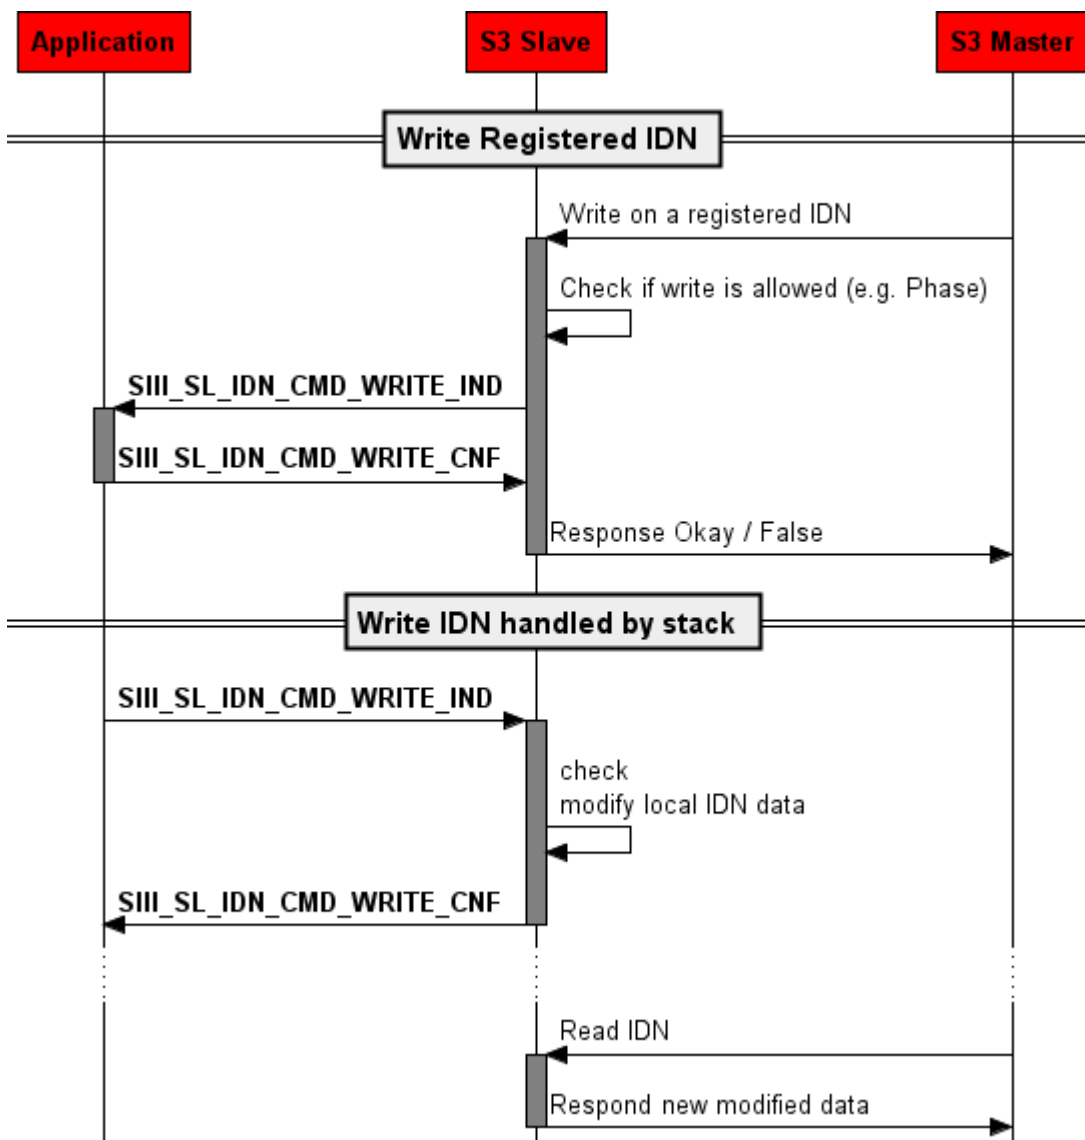 Application
S3 Slave
S3 Master
Write Registered IDN
Write on a registered IDN
Check if write is allowed (e.g. Phase)
SIII_SL_IDN_CMD_WRITE_IND
SIII_SL_IDN_CMD_WRITE_CNF
Response Okay / False
Write IDN handled by stack
SIII_SL_IDN_CMD_WRITE_IND
check
modify local IDN data
SIII_SL_IDN_CMD_WRITE_CNF
Read IDN
Respond new modified data